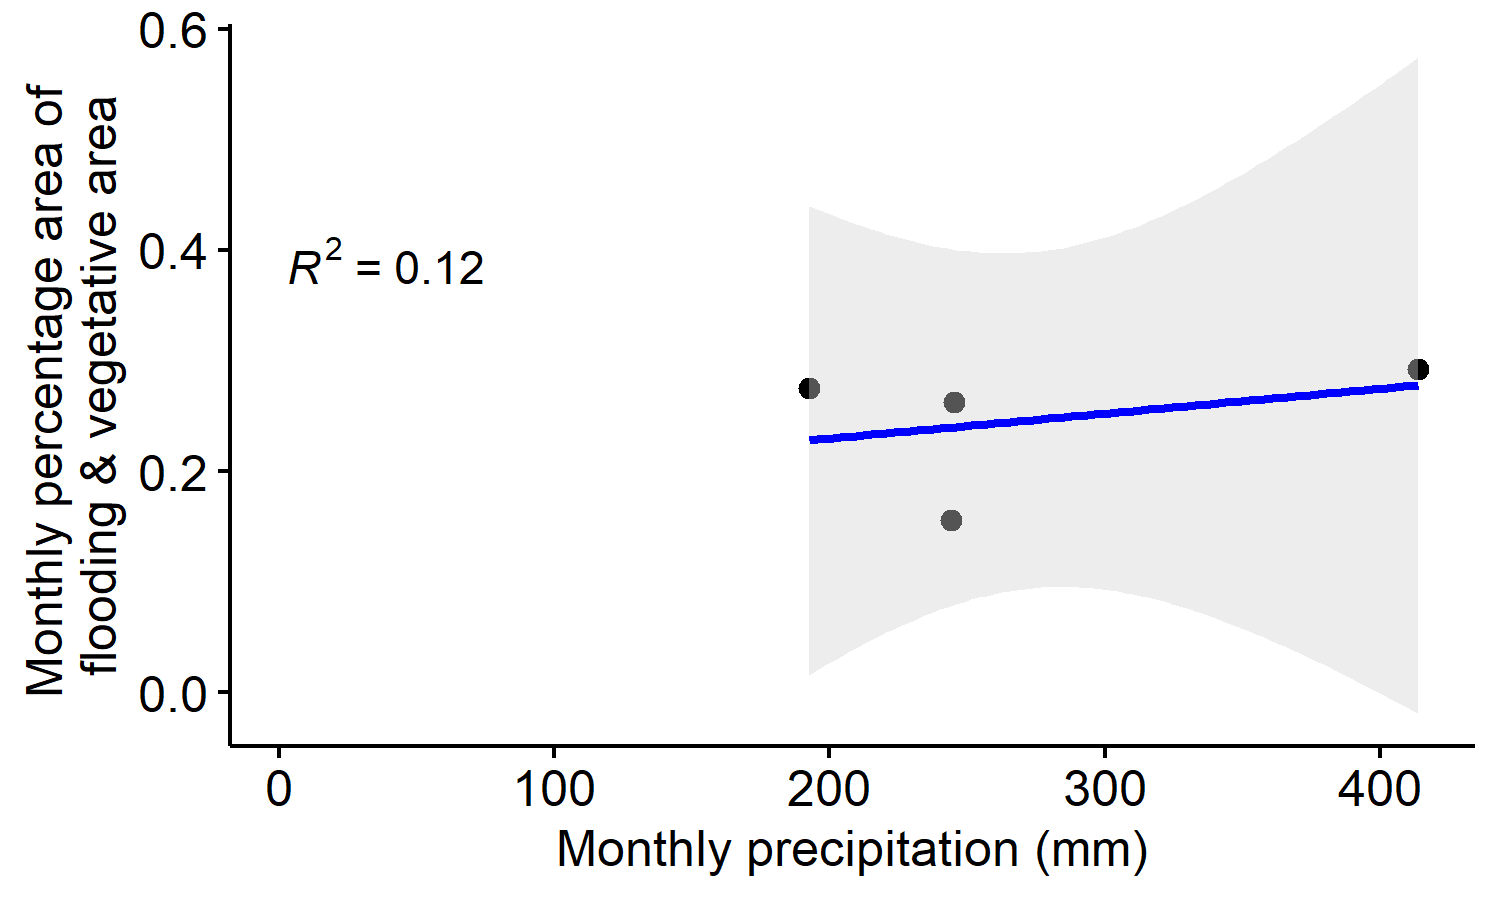 Monthly percentage area of
flooding & vegetative area
0.6
0.4
0.2
0.0
R² = 0.12
0 100 200 300 400
Monthly precipitation (mm)